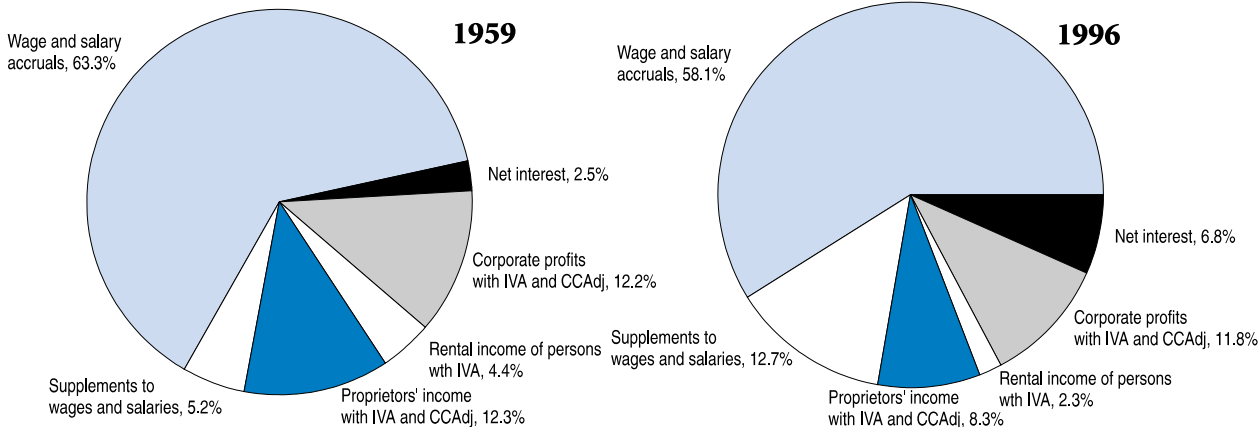 1959
Wage and salary
accruals, 63.3%
Net interest, 2.5%
Corporate profits
with IVA and CCAdj, 12.2%
Rental income of persons
wth IVA, 4.4%
Proprietors' income
with IVA and CCAdj, 12.3%
Supplements to
wages and salaries, 5.2%
1996
Wage and salary
accruals, 58.1%
Net interest, 6.8%
Corporate profits
with IVA and CCAdj, 11.8%
Rental income of persons
wth IVA, 2.3%
Proprietors' income
with IVA and CCAdj, 8.3%
Supplements to
wages and salaries, 12.7%